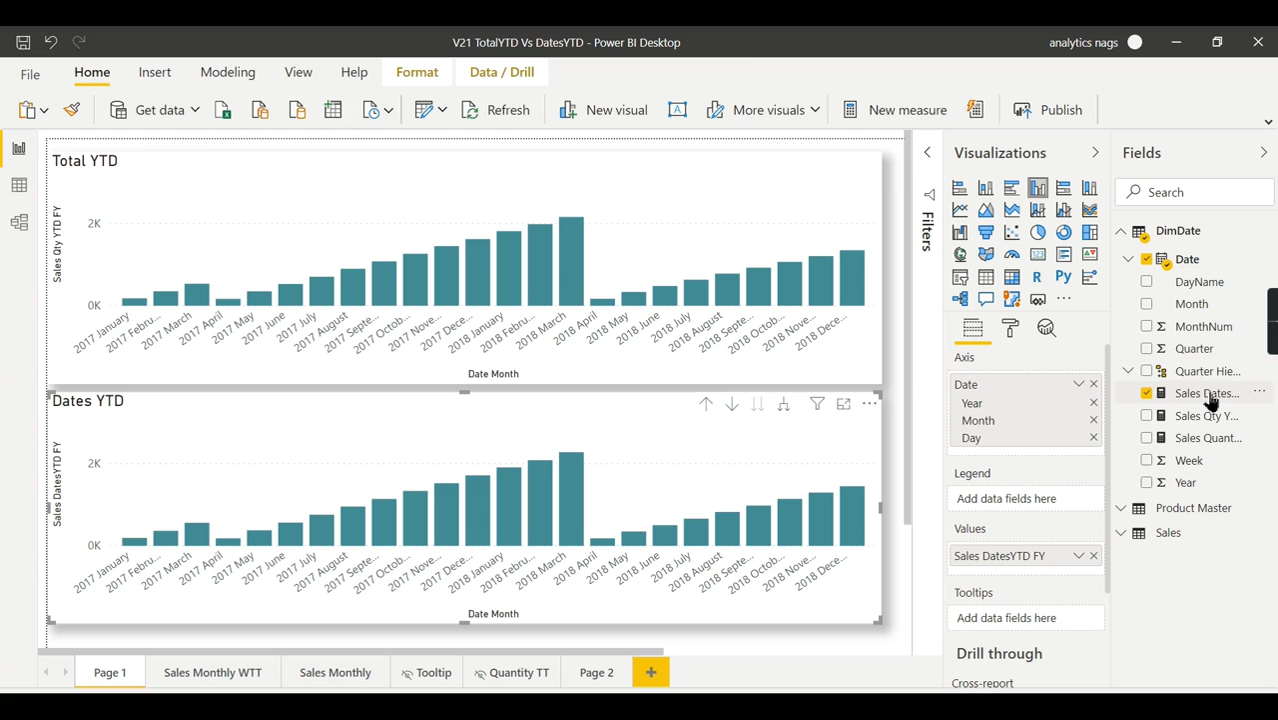 V21 TotalYTD Vs DatesYTD - Power BI Desktop
analytics nags
File Home Insert Modeling View Help Format Data / Drill
Get data Refresh New visual More visuals New measure Publish
Total YTD
Sales Qty YTD FY
2K
0K
2017 January 2017 Febru... 2017 March 2017 April 2017 May 2017 June 2017 July 2017 August 2017 Septe... 2017 Octob... 2017 Nove... 2017 Dece... 2018 January 2018 Febru... 2018 March 2018 April 2018 May 2018 June 2018 July 2018 August 2018 Septe... 2018 Octob... 2018 Nove... 2018 Dece...
Date Month
Dates YTD
Sales DatesYTD FY
2K
0K
2017 January 2017 Febru... 2017 March 2017 April 2017 May 2017 June 2017 July 2017 August 2017 Septe... 2017 Octob... 2017 Nove... 2017 Dece... 2018 January 2018 Febru... 2018 March 2018 April 2018 May 2018 June 2018 July 2018 August 2018 Septe... 2018 Octob... 2018 Nove... 2018 Dece...
Date Month
Filters
Visualizations
R Py
Axis
Date
Year
Month
Day
Legend
Add data fields here
Values
Sales DatesYTD FY
Tooltips
Add data fields here
Drill through
Cross-report
Fields
Search
DimDate
Date
DayName
Month
MonthNum
Quarter
Quarter Hie...
Sales Dates...
Sales Qty Y...
Sales Quant...
Week
Year
Product Master
Sales
Page 1 Sales Monthly WTT Sales Monthly Tooltip Quantity TT Page 2